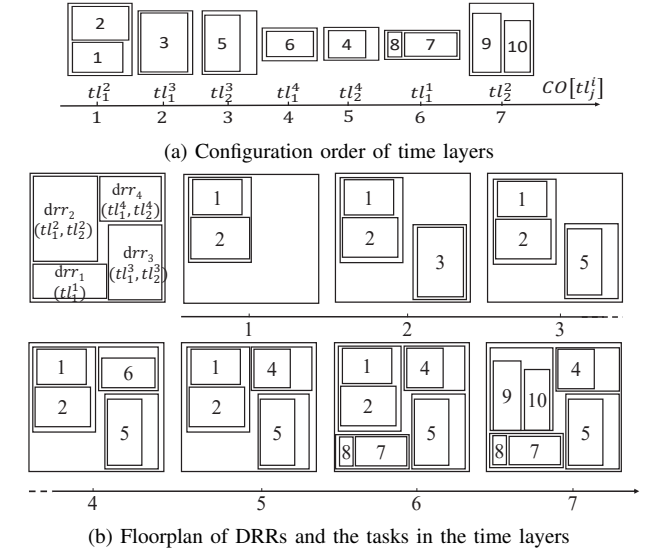 2
1
3
5
6
4
8 7
9 10
tl_1^2 tl_1^3 tl_2^3 tl_1^4 tl_2^4 tl_1^1 tl_2^2 CO[tl_j^i]
1 2 3 4 5 6 7
(a) Configuration order of time layers
drr_2
(tl_1^2,tl_2^2)
drr_4
(tl_1^4,tl_2^4)
drr_3
(tl_1^3,tl_2^3)
drr_1
(tl_1^1)
1
2
1
2
3
1
2
5
1 2 3
1
2
6
5
1
2
4
5
1
2
4
5
8 7
9 10
4
5
8 7
4 5 6 7
(b) Floorplan of DRRs and the tasks in the time layers